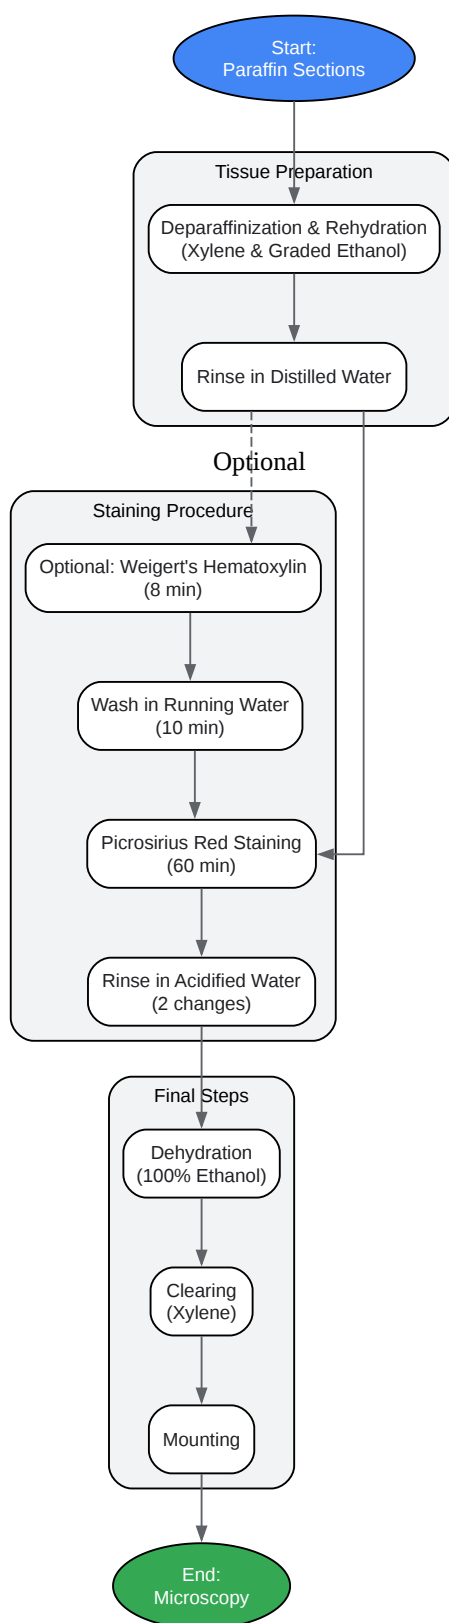 Start:
Paraffin Sections
Tissue Preparation
Deparaffinization & Rehydration
(Xylene & Graded Ethanol)
Rinse in Distilled Water
Optional
Staining Procedure
Optional: Weigert's Hematoxylin
(8 min)
Wash in Running Water
(10 min)
Picrosirius Red Staining
(60 min)
Rinse in Acidified Water
(2 changes)
Final Steps
Dehydration
(100% Ethanol)
Clearing
(Xylene)
Mounting
End:
Microscopy